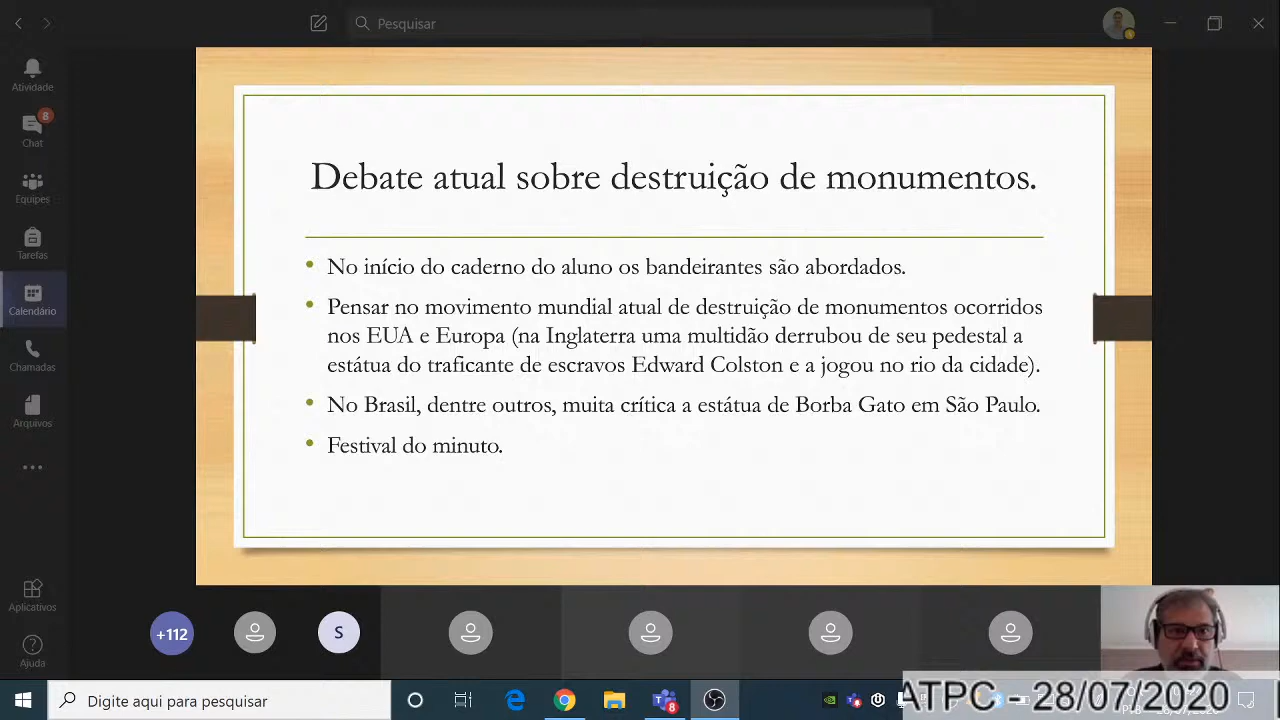 Pesquisar
Atividade
8
Chat
Equipes
Tarefas
Calendário
Chamadas
Arquivos
Aplicativos
Ajuda
Debate atual sobre destruição de monumentos.
• No início do caderno do aluno os bandeirantes são abordados.
• Pensar no movimento mundial atual de destruição de monumentos ocorridos
nos EUA e Europa (na Inglaterra uma multidão derrubou de seu pedestal a
estátua do traficante de escravos Edward Colston e a jogou no rio da cidade).
• No Brasil, dentre outros, muita crítica a estátua de Borba Gato em São Paulo.
• Festival do minuto.
+112
S
Digite aqui para pesquisar
8
ATPC - 28/07/2020